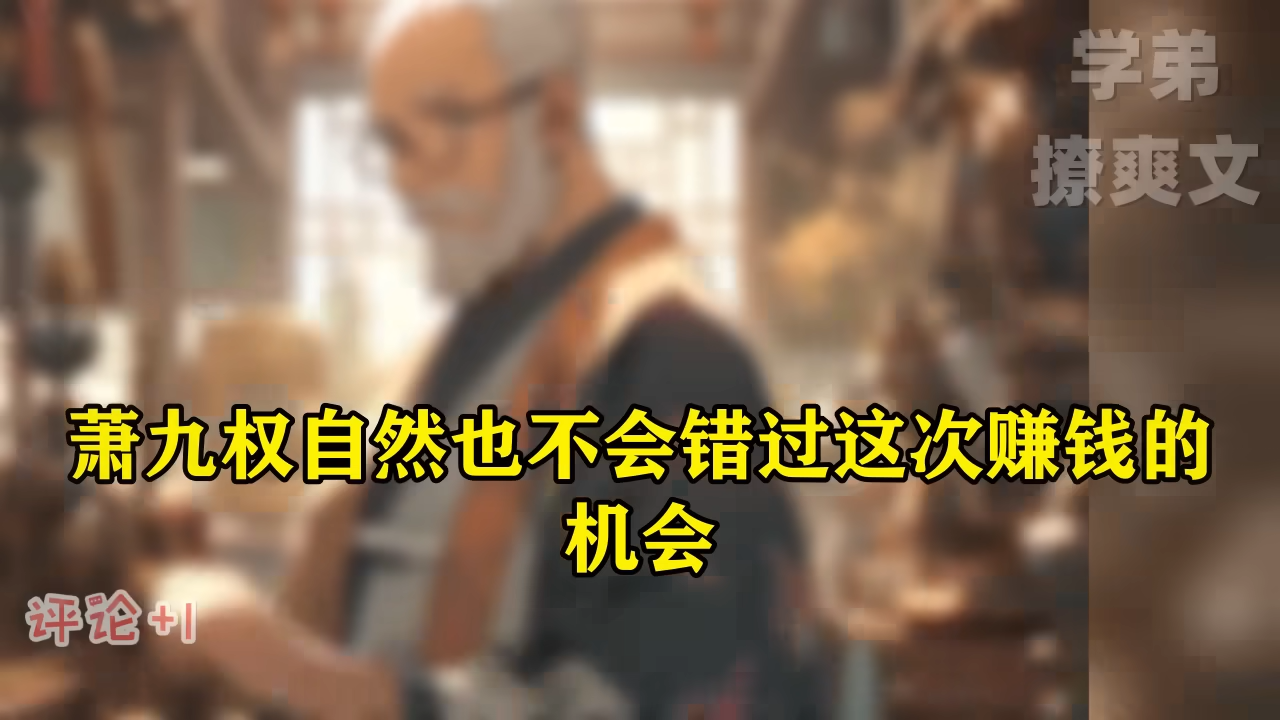 学弟
撩爽文
萧九权自然也不会错过这次赚钱的
机会
评论+1